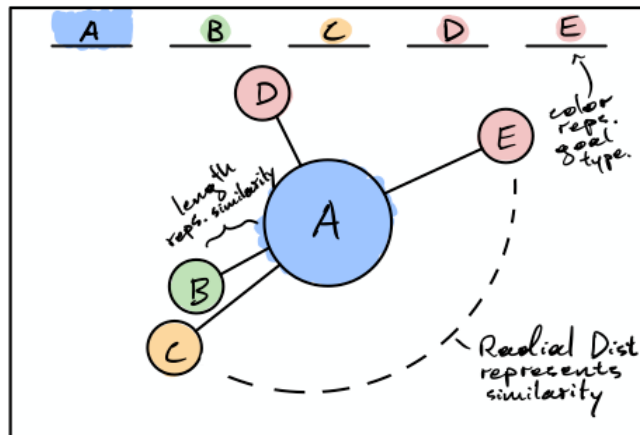 A B C D E
color
reps.
goal
type.
D
E
length
reps. similarity
A
B
C
Radial Dist
represents
similarity